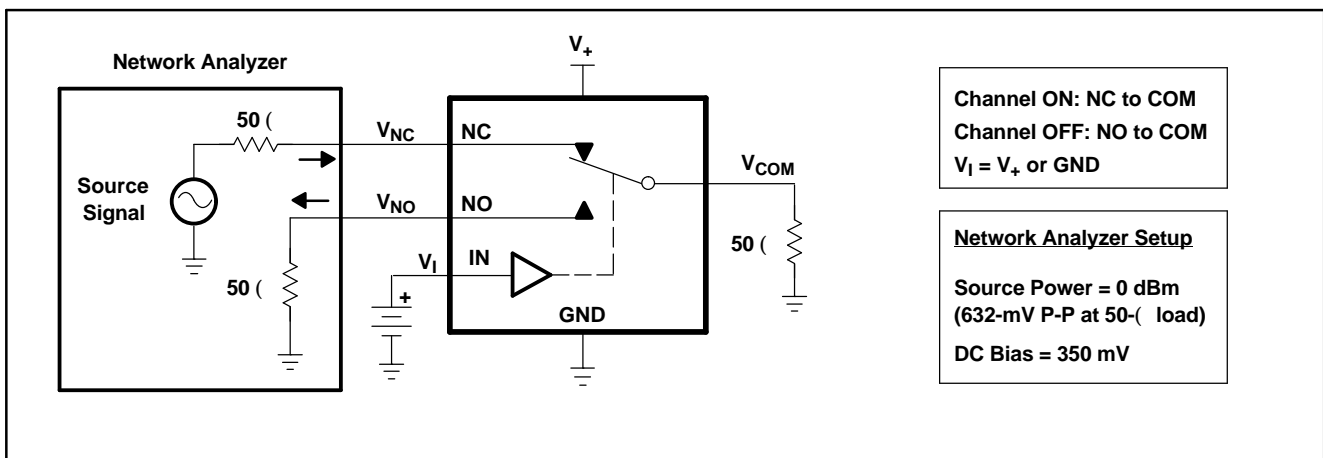 V+
Network Analyzer
50 (
VNC
NC
Source
Signal
VCOM
VNO
NO
50 (
50 (
VI
IN
+
GND
Channel ON: NC to COM
Channel OFF: NO to COM
VI = V+ or GND
Network Analyzer Setup
Source Power = 0 dBm
(632-mV P-P at 50-( load)
DC Bias = 350 mV